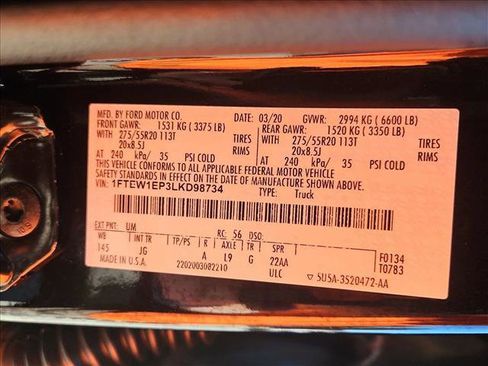 MFD. BY FORD MOTOR CO. 03/20 GVWR: 2994 KG (6600 LB)
FRONT GAWR: 1531 KG (3375 LB) REAR GAWR: 1520 KG (3350 LB)
WITH WITH
275/55R20 113T TIRES 275/55R20 113T TIRES
20x8.5J RIMS 20x8.5J RIMS
AT 240 kPa/ 35 PSI COLD AT 240 kPa/ 35 PSI COLD
THIS VEHICLE CONFORMS TO ALL APPLICABLE FEDERAL MOTOR VEHICLE
SAFETY STANDARDS IN EFFECT ON THE DATE OF MANUFACTURE SHOWN ABOVE.
VIN: 1FTEW1EP3LKD98734 TYPE: Truck
EXT PNT: UM RC: 56 DSO: F0134
WB INT TR TP/PS R AXLE TR SPR T0783
145 JG A L9 G 22AA
MADE IN U.S.A. 2202003082210 ULC ▽ 5U5A-3520472-AA